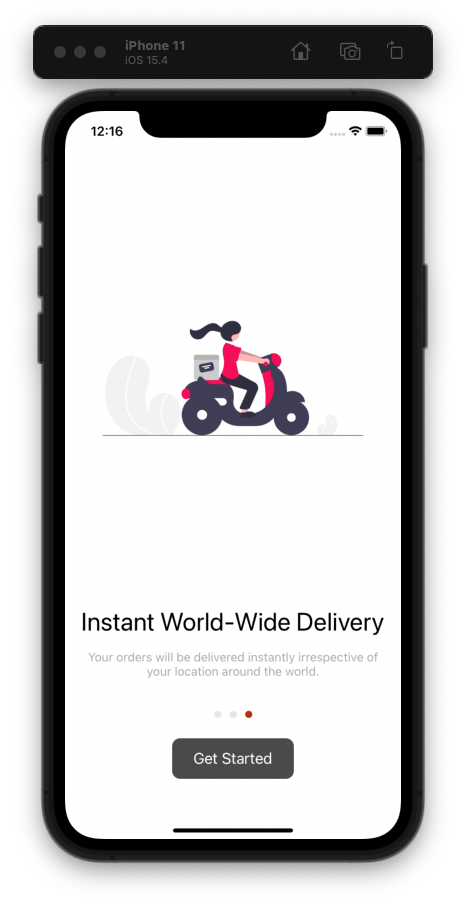 iPhone 11
iOS 15.4
12:16
Instant World-Wide Delivery
Your orders will be delivered instantly irrespective of
your location around the world.
Get Started